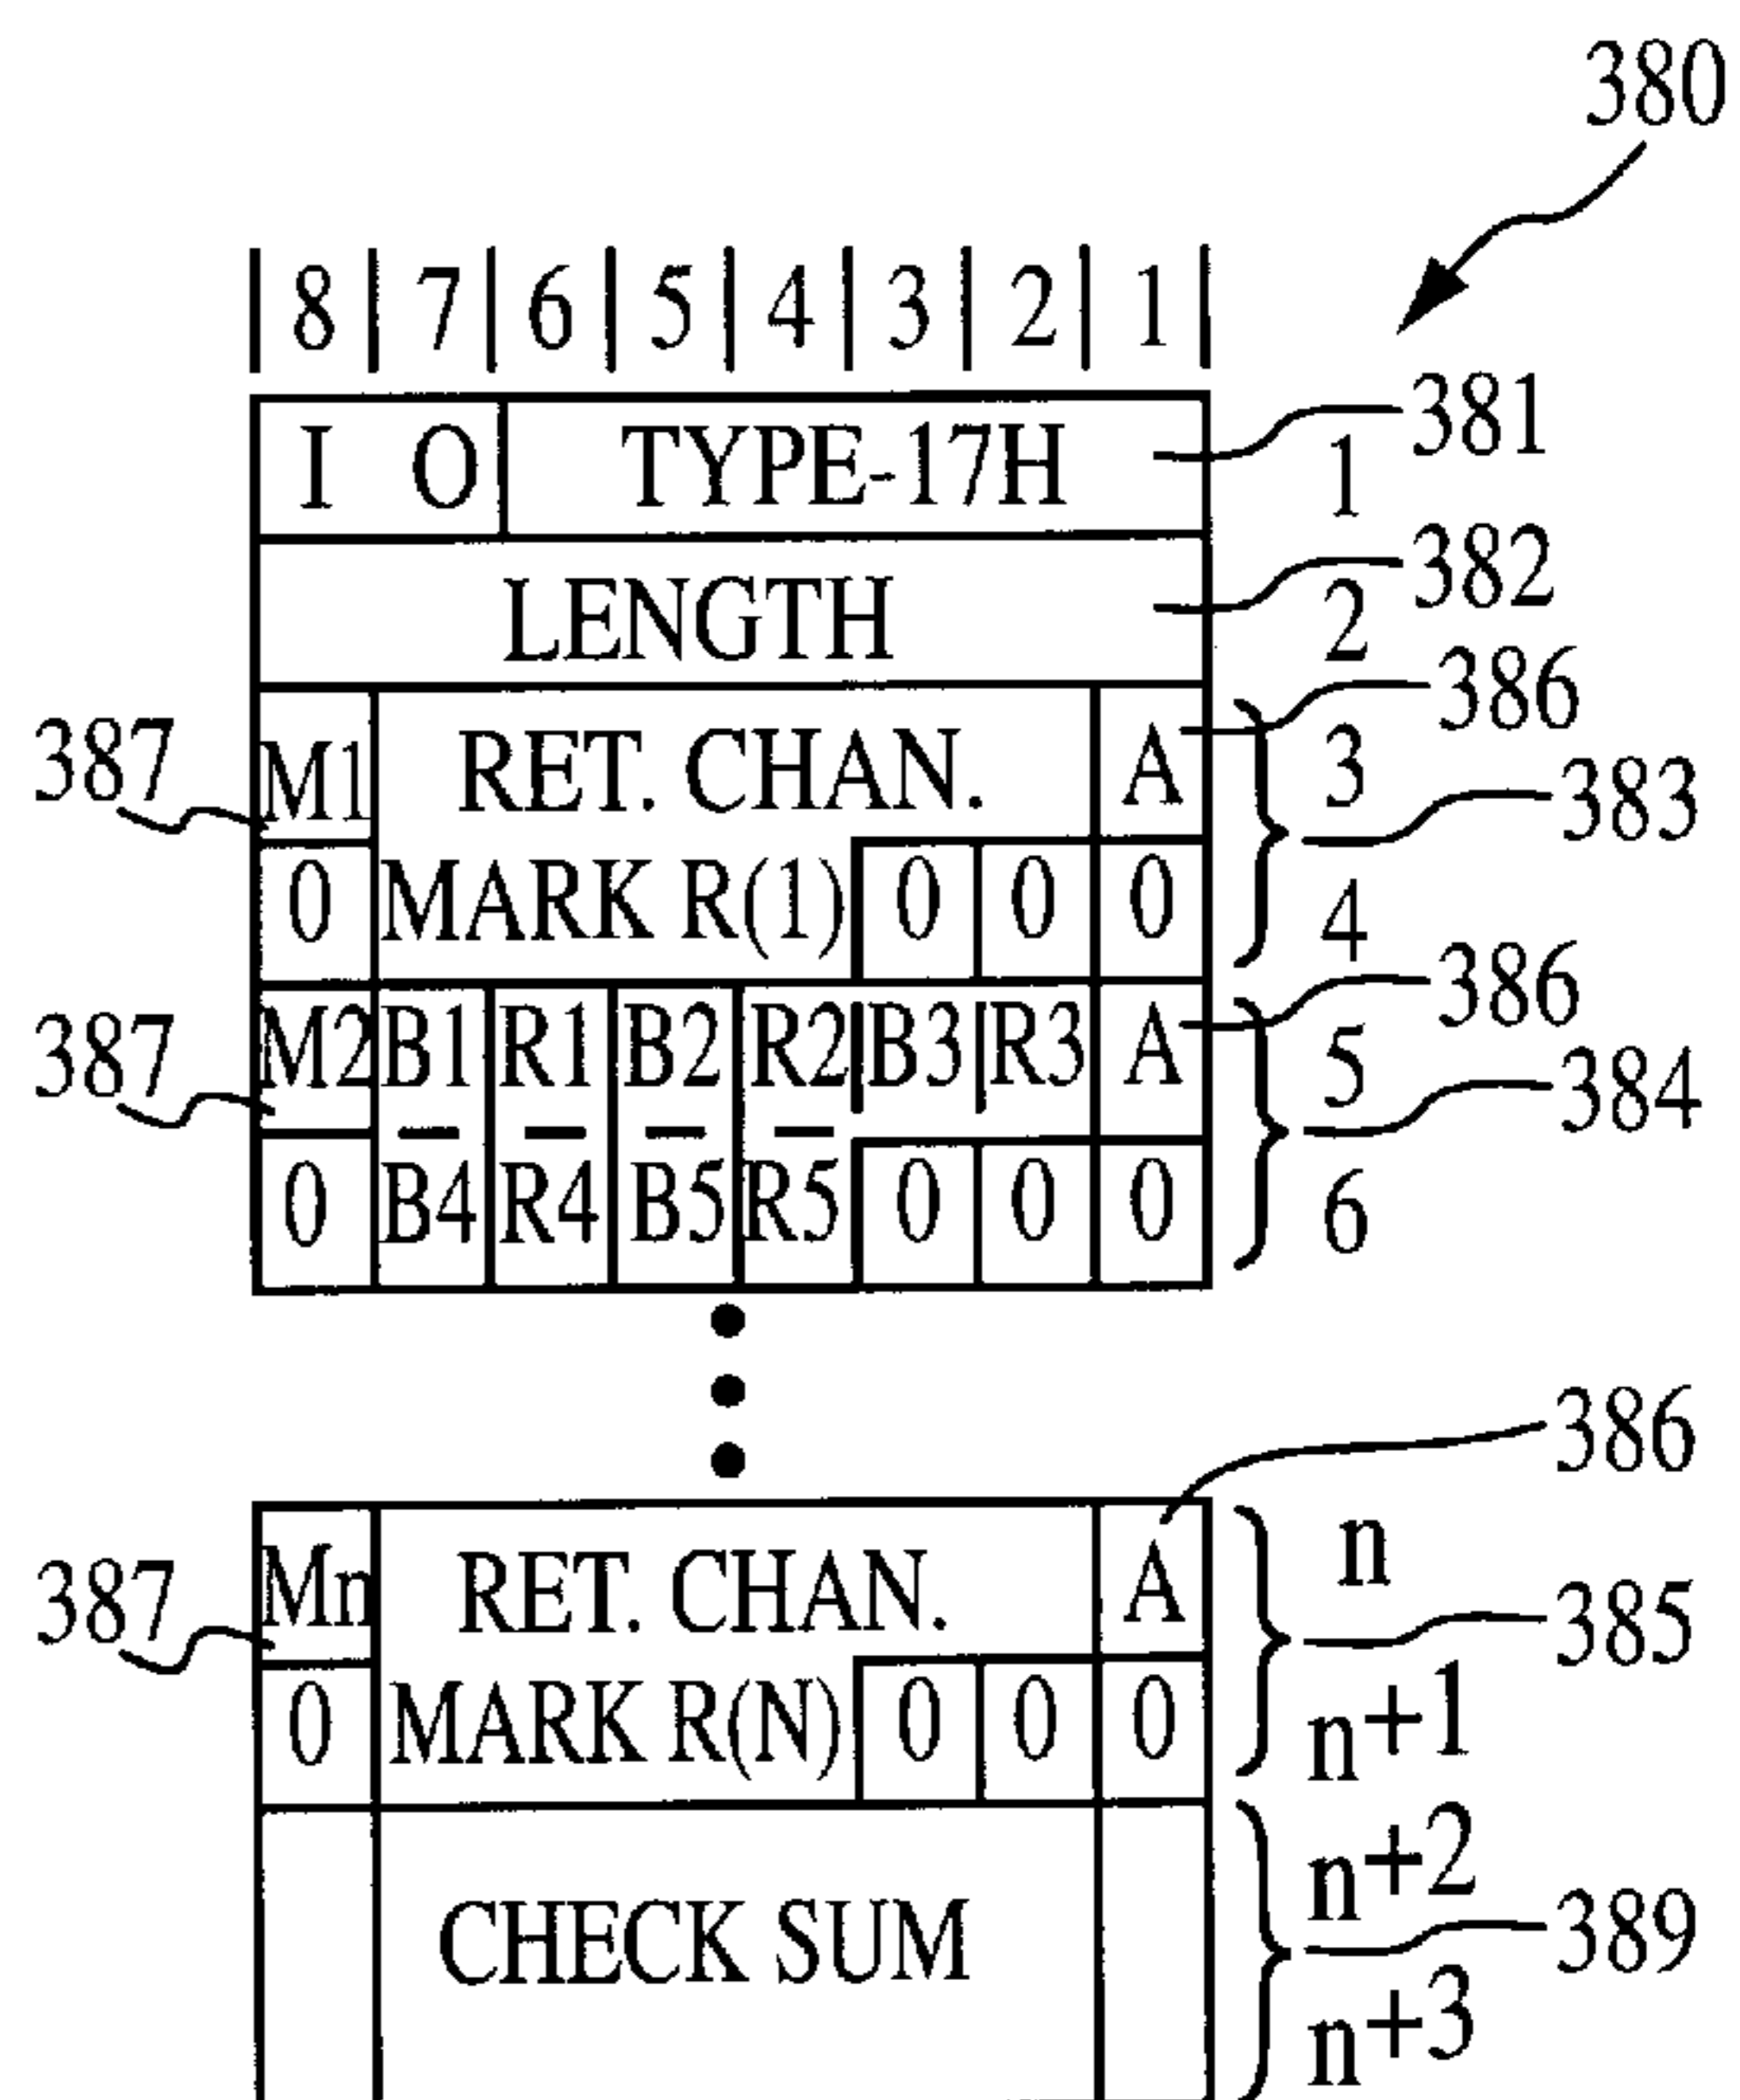 380
8 7 6 5 4 3 2 1
381
I O TYPE-17H 1
382
LENGTH 2
386
387 M1 RET. CHAN. A 3
383
0 MARK R(1) 0 0 0 4
386
387 M2 B1 R1 B2 R2 B3 R3 A 5
384
0 B4 R4 B5 R5 0 0 0 6
386
387 Mn RET. CHAN. A n
385
0 MARK R(N) 0 0 0 n+1
n+2
CHECK SUM 389
n+3